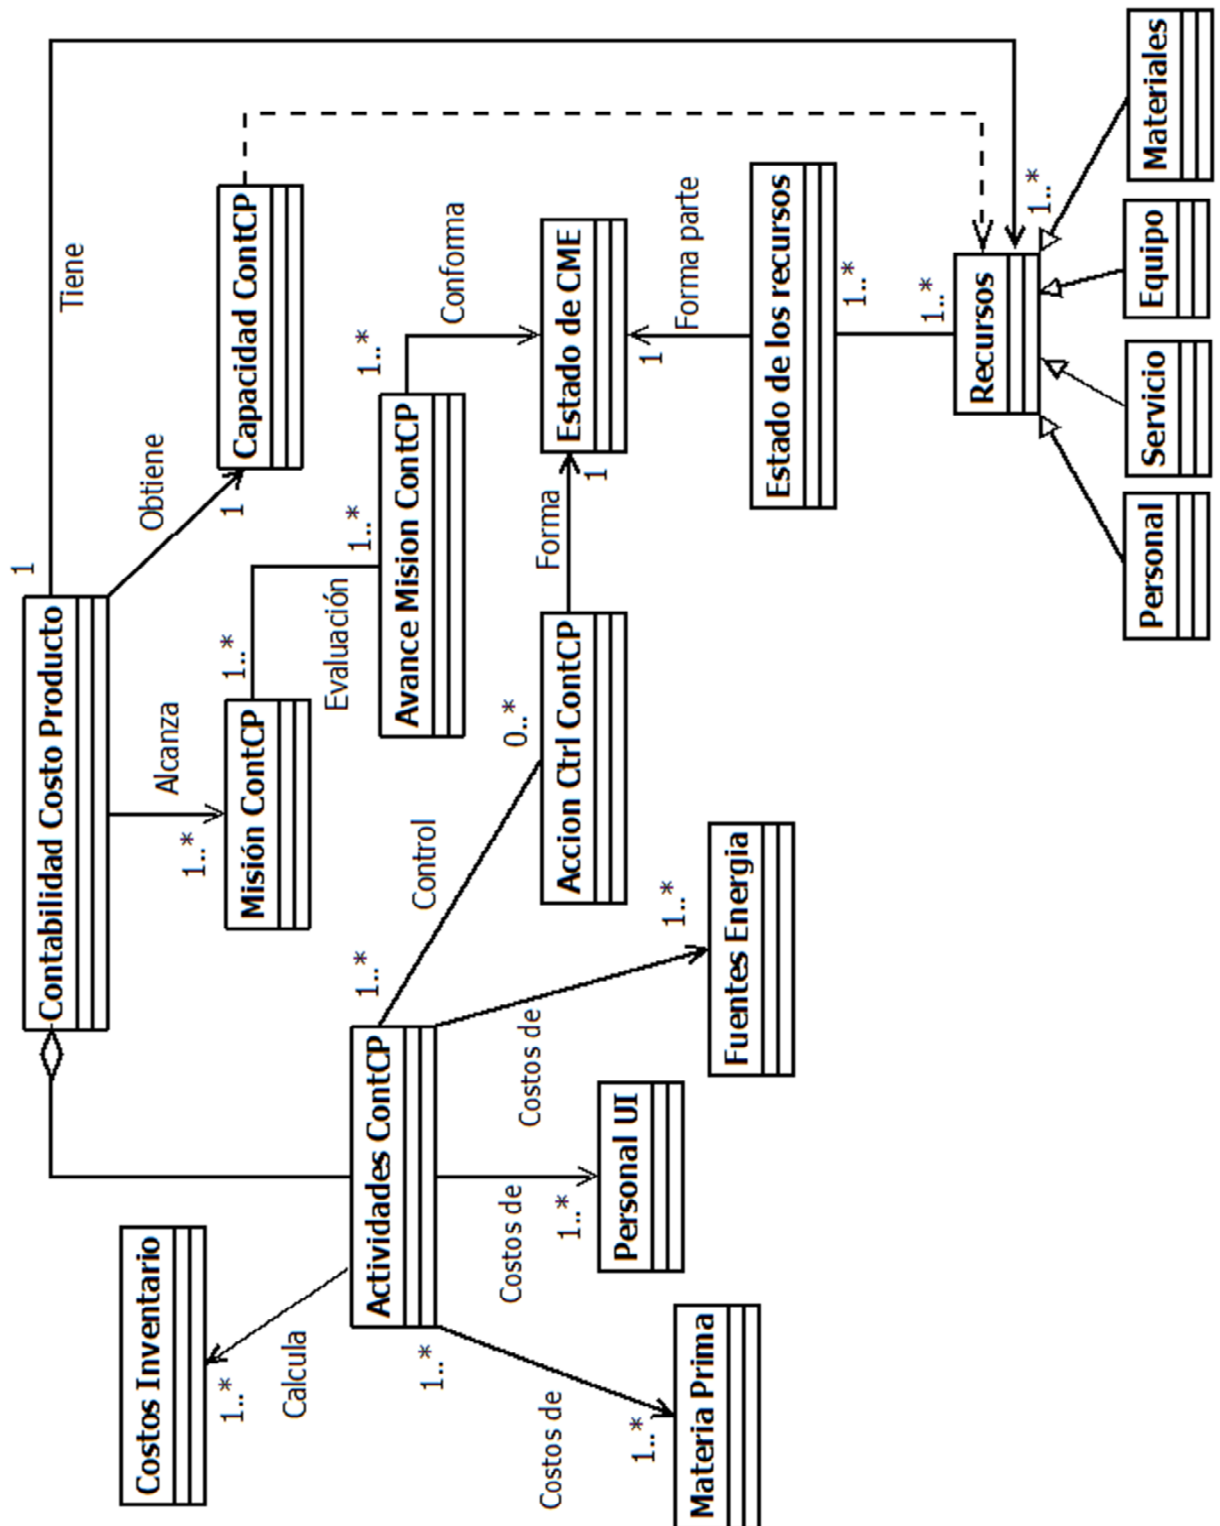 1
Contabilidad Costo Producto
Tiene
Costos Inventario
Alcanza
Obtiene
1..*
1..*
1..*
1
Misión ContCP
Capacidad ContCP
Calcula
Evaluación
1..*
1..*
1..*
Actividades ContCP
Avance Mision ContCP
1..*
Control
Conforma
Costos de
Costos de
Costos de
0..*
Forma
1..*
Accion Ctrl ContCP
Estado de CME
1
Personal UI
1..*
1..*
1
Forma parte
Materia Prima
Fuentes Energia
Estado de los recursos
1..*
1..*
Recursos
1..*
Personal
Servicio
Equipo
Materiales